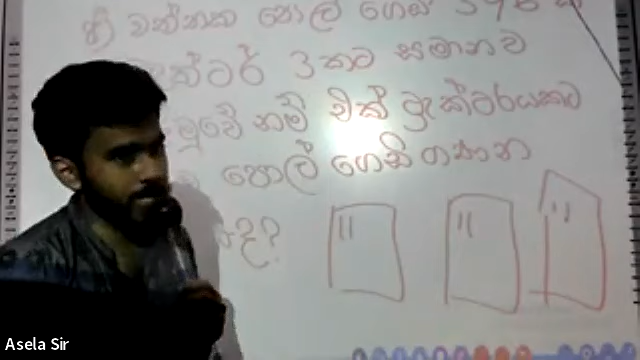 වත්තක පොල් ගෙඩි
ක්ටර් 3කට සමානව
නම් එක් ට්‍රැක්ටරයකට
පොල් ගෙඩි ගණන
ද?
Asela Sir